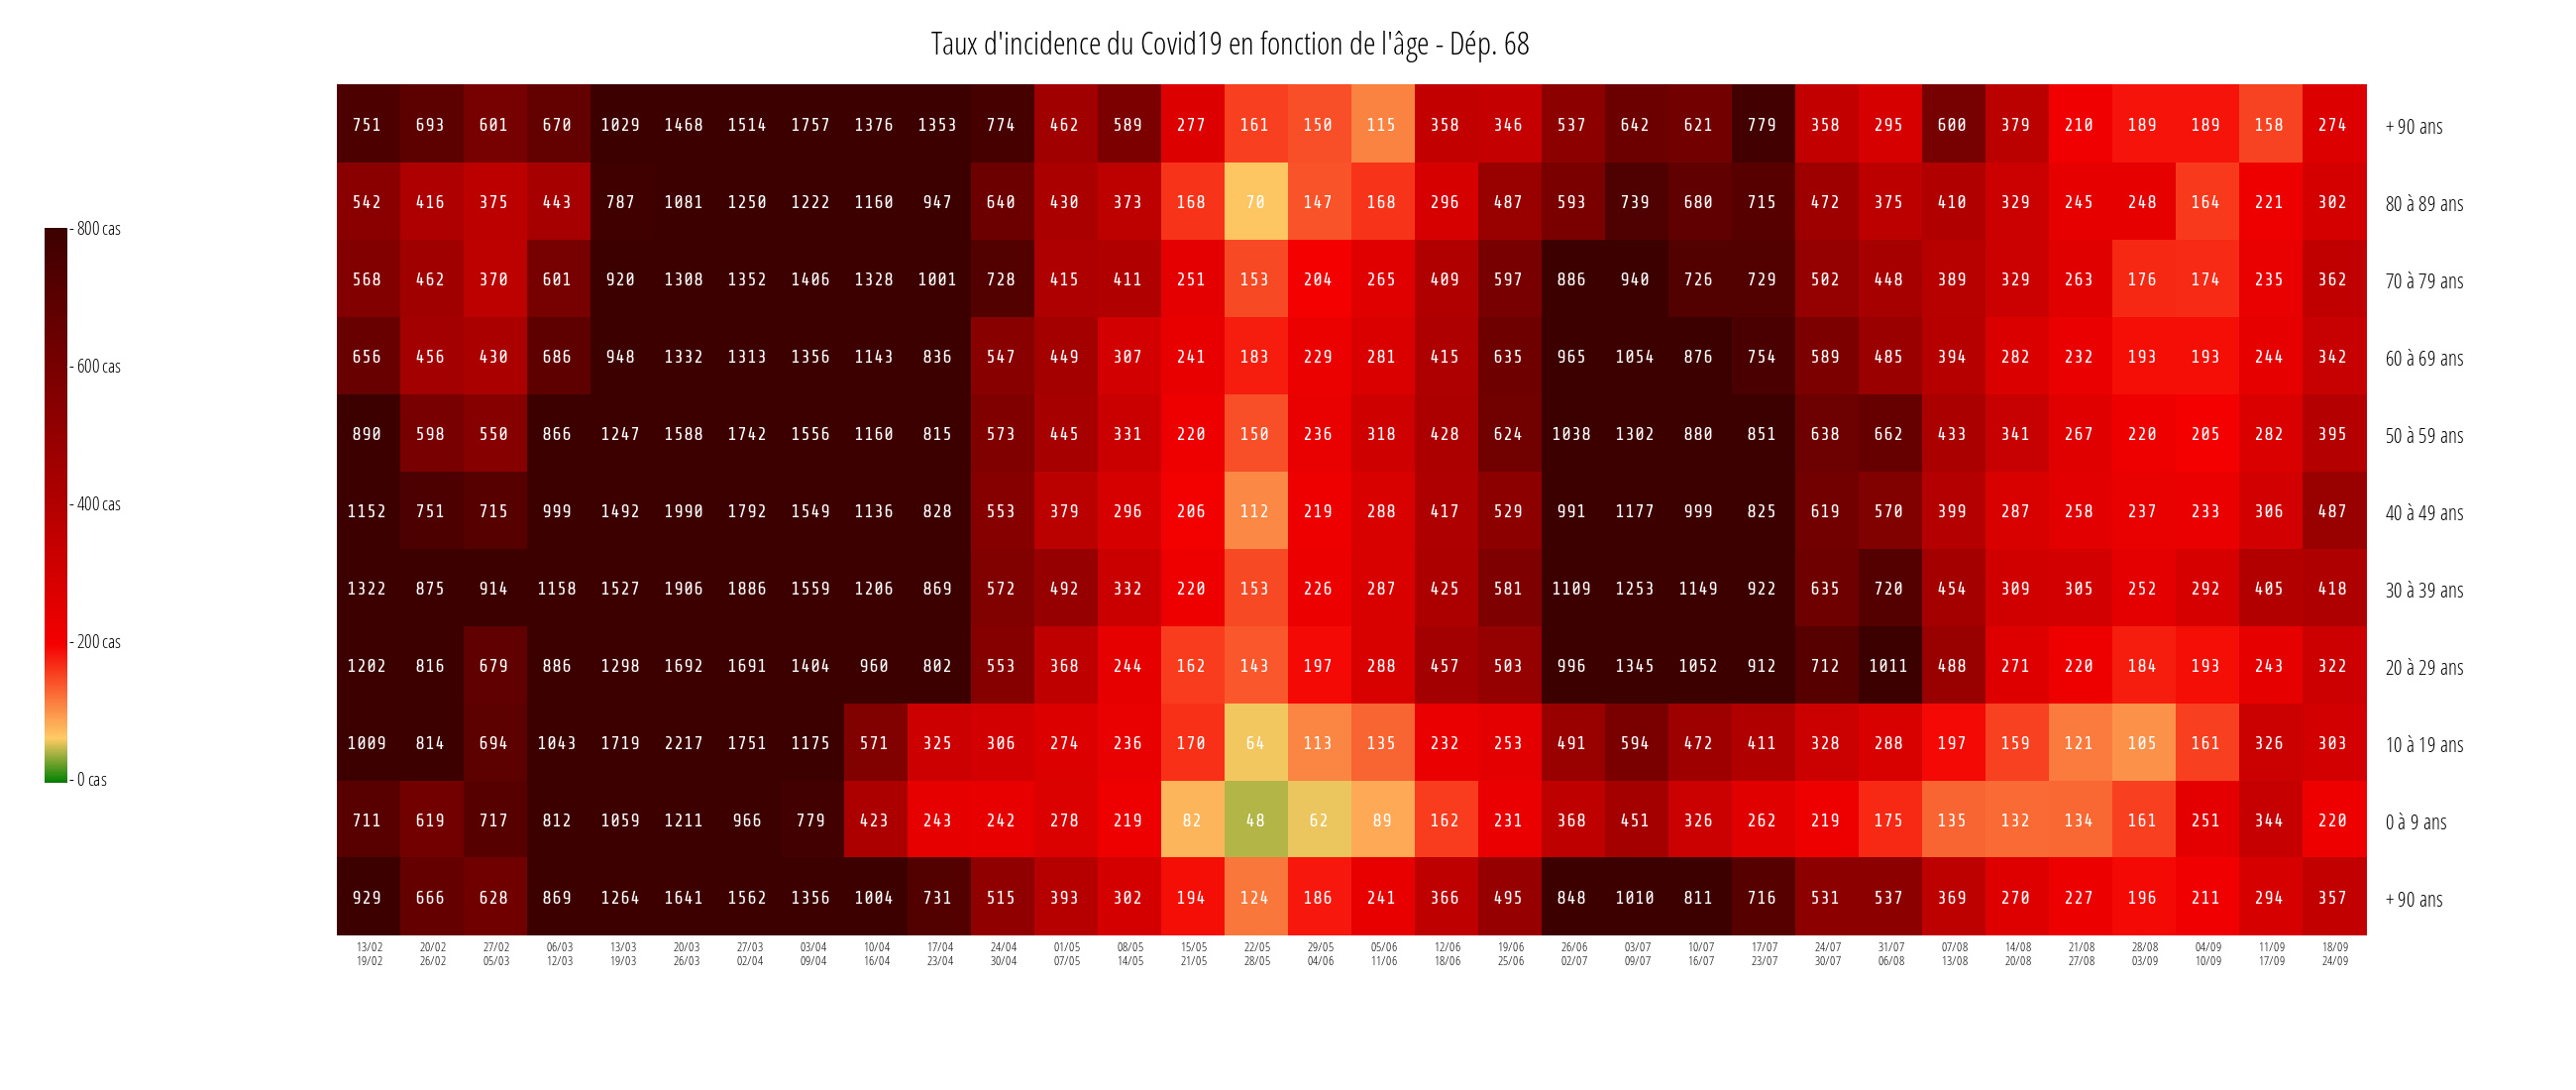 Taux d'incidence du Covid19 en fonction de l'âge - Dép. 68
- 800 cas
- 600 cas
- 400 cas
- 200 cas
- 0 cas
751 693 601 670 1029 1468 1514 1757 1376 1353 774 462 589 277 161 150 115 358 346 537 642 621 779 358 295 600 379 210 189 189 158 274 + 90 ans
542 416 375 443 787 1081 1250 1222 1160 947 640 430 373 168 70 147 168 296 487 593 739 680 715 472 375 410 329 245 248 164 221 302 80 à 89 ans
568 462 370 601 920 1308 1352 1406 1328 1001 728 415 411 251 153 204 265 409 597 886 940 726 729 502 448 389 329 263 176 174 235 362 70 à 79 ans
656 456 430 686 948 1332 1313 1356 1143 836 547 449 307 241 183 229 281 415 635 965 1054 876 754 589 485 394 282 232 193 193 244 342 60 à 69 ans
890 598 550 866 1247 1588 1742 1556 1160 815 573 445 331 220 150 236 318 428 624 1038 1302 880 851 638 662 433 341 267 220 205 282 395 50 à 59 ans
1152 751 715 999 1492 1990 1792 1549 1136 828 553 379 296 206 112 219 288 417 529 991 1177 999 825 619 570 399 287 258 237 233 306 487 40 à 49 ans
1322 875 914 1158 1527 1906 1886 1559 1206 869 572 492 332 220 153 226 287 425 581 1109 1253 1149 922 635 720 454 309 305 252 292 405 418 30 à 39 ans
1202 816 679 886 1298 1692 1691 1404 960 802 553 368 244 162 143 197 288 457 503 996 1345 1052 912 712 1011 488 271 220 184 193 243 322 20 à 29 ans
1009 814 694 1043 1719 2217 1751 1175 571 325 306 274 236 170 64 113 135 232 253 491 594 472 411 328 288 197 159 121 105 161 326 303 10 à 19 ans
711 619 717 812 1059 1211 966 779 423 243 242 278 219 82 48 62 89 162 231 368 451 326 262 219 175 135 132 134 161 251 344 220 0 à 9 ans
929 666 628 869 1264 1641 1562 1356 1004 731 515 393 302 194 124 186 241 366 495 848 1010 811 716 531 537 369 270 227 196 211 294 357 + 90 ans
13/02 20/02 27/02 06/03 13/03 20/03 27/03 03/04 10/04 17/04 24/04 01/05 08/05 15/05 22/05 29/05 05/06 12/06 19/06 26/06 03/07 10/07 17/07 24/07 31/07 07/08 14/08 21/08 28/08 04/09 11/09 18/09
19/02 26/02 05/03 12/03 19/03 26/03 02/04 09/04 16/04 23/04 30/04 07/05 14/05 21/05 28/05 04/06 11/06 18/06 25/06 02/07 09/07 16/07 23/07 30/07 06/08 13/08 20/08 27/08 03/09 10/09 17/09 24/09